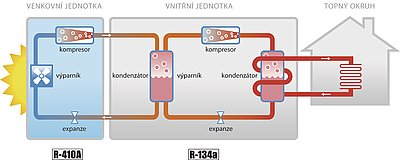 VENKOVNÍ JEDNOTKA
VNITŘNÍ JEDNOTKA
TOPNÝ OKRUH
kompresor
kompresor
výparník
kondenzátor
výparník
kondenzátor
expanze
expanze
R-410A
R-134a